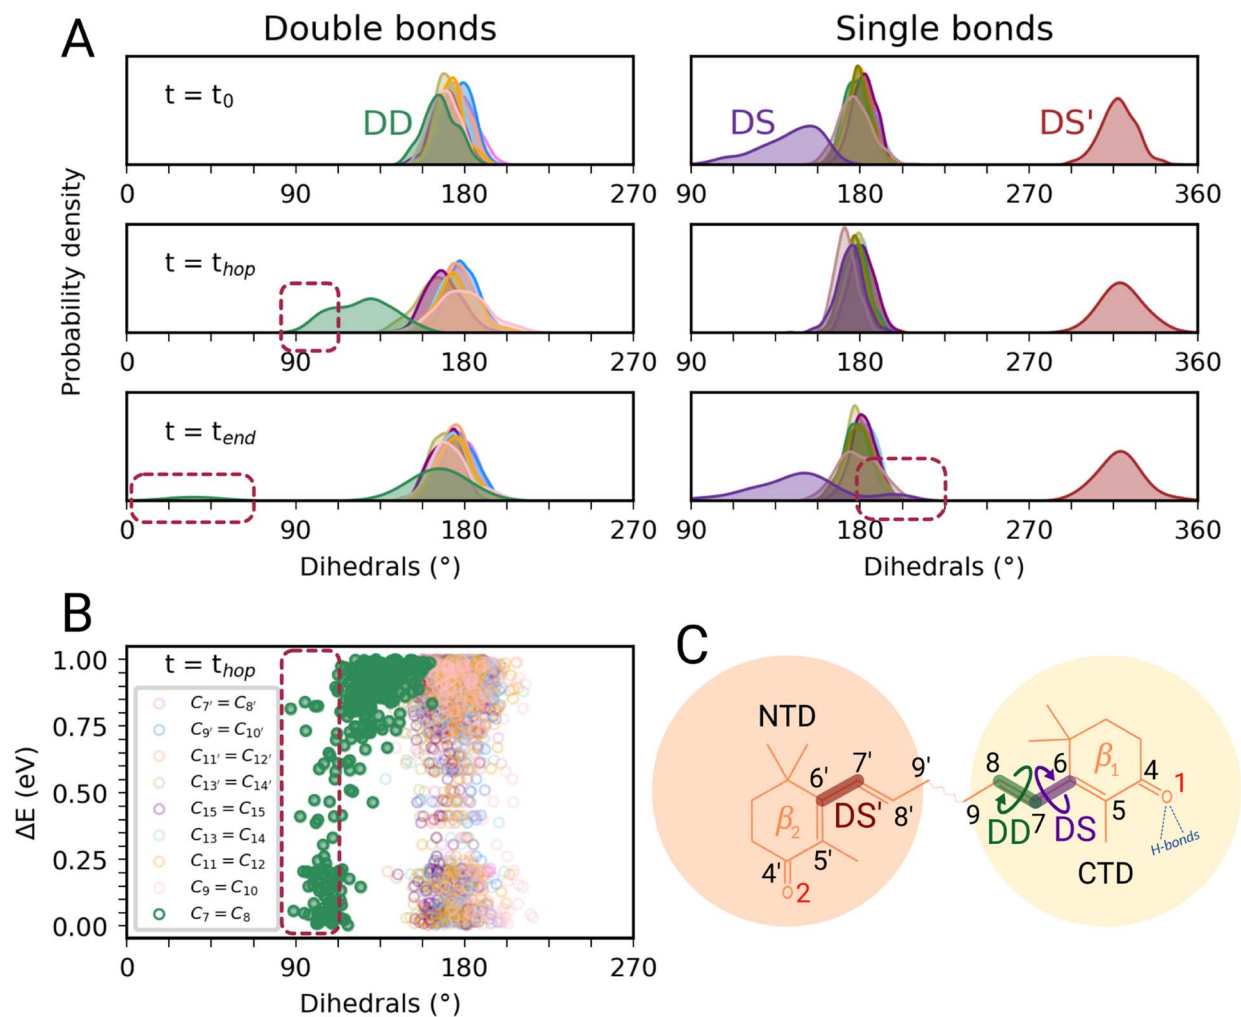 A
Double bonds
Single bonds
Probability density
t = t0
DD
DS
DS'
0 90 180 270
90 180 270 360
t = thop
0 90 180 270
90 180 270 360
t = tend
0 90 180 270
90 180 270 360
Dihedrals (°)
Dihedrals (°)
B
ΔE (eV)
1.00
0.75
0.50
0.25
0.00
t = thop
C7' = C8'
C9' = C10'
C11' = C12'
C13' = C14'
C15 = C15
C13 = C14
C11 = C12
C9 = C10
C7 = C8
0 90 180 270
Dihedrals (°)
C
NTD
6'
7'
9'
8'
DS'
β2
5'
4'
O
2
8
9
7
6
DD
DS
β1
4
5
O
1
H-bonds
CTD